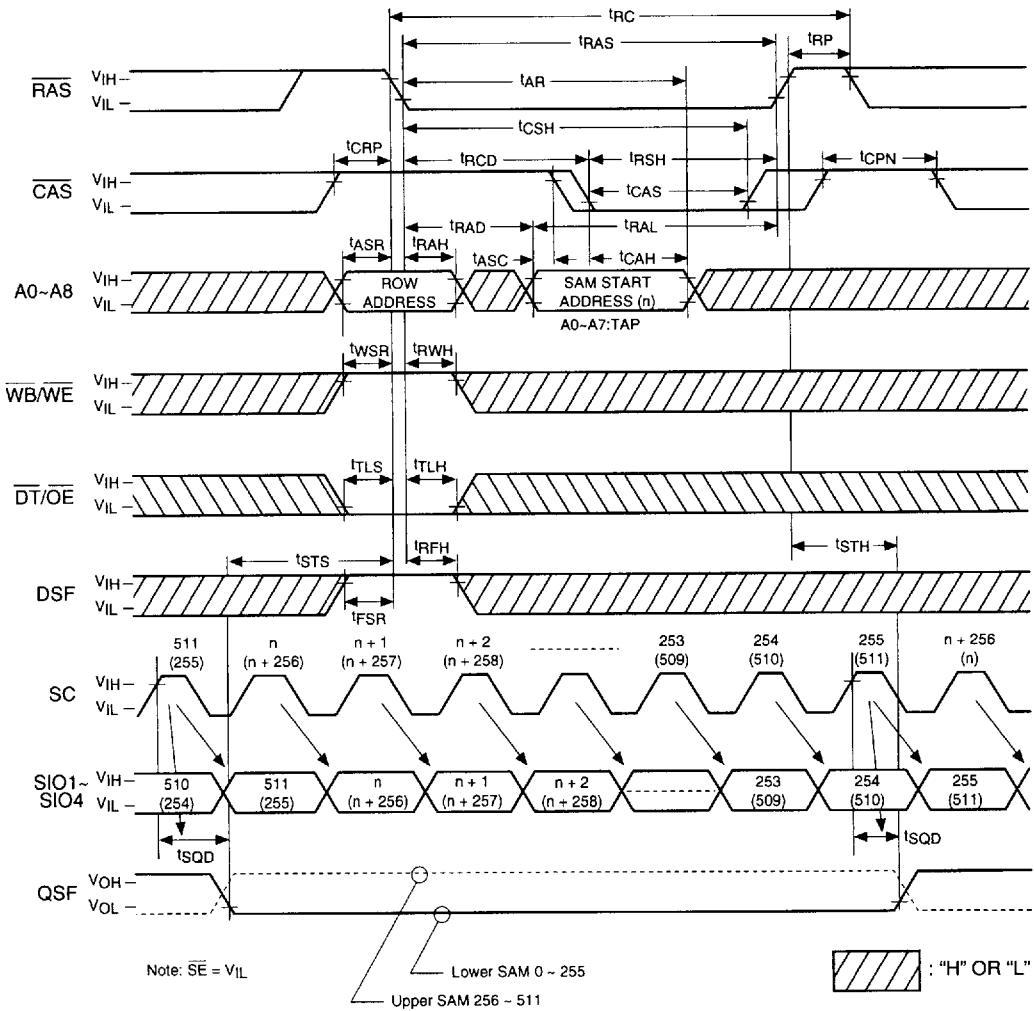 tRC
tRAS tRP
RAS VIH
VIL
tAR
tCSH
tCRP tRCD tRSH tCPN
CAS VIH
VIL
tCAS
tRAD tRAL
tASR tRAH tASC tCAH
A0~A8 VIH
VIL
ROW
ADDRESS
SAM START
ADDRESS (n)
A0~A7:TAP
tWSR tRWH
WB/WE VIH
VIL
tTLS tTLH
DT/OE VIH
VIL
tSTS tRFH tSTH
DSF VIH
VIL
tFSR
511 n n + 1 n + 2 253 254 255 n + 256
(255) (n + 256) (n + 257) (n + 258) (509) (510) (511) (n)
SC VIH
VIL
SIO1~ VIH 510 511 n n + 1 n + 2 253 254 255
SIO4 VIL (254) (255) (n + 256) (n + 257) (n + 258) (509) (510) (511)
tSQD tSQD
QSF VOH
VOL
Note: SE = VIL
Lower SAM 0 ~ 255
Upper SAM 256 ~ 511
: "H" OR "L"